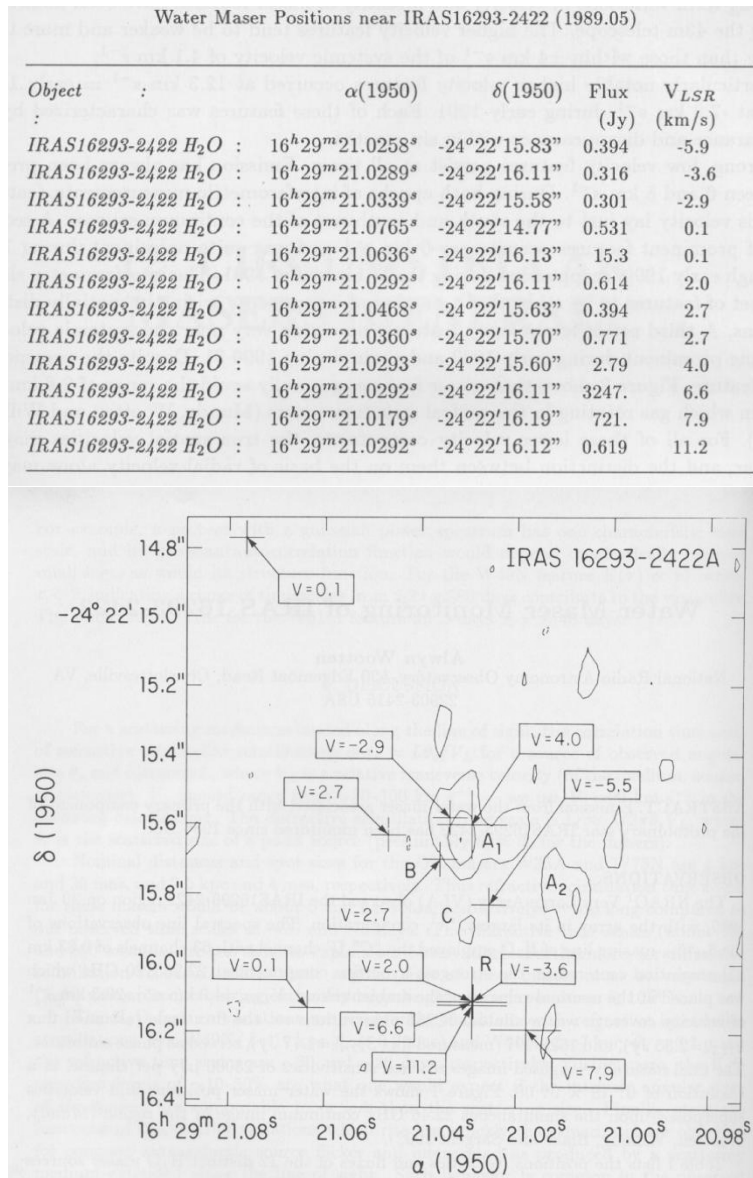 Water Maser Positions near IRAS16293-2422 (1989.05)
Object : α(1950) δ(1950) Flux V_LSR
: (Jy) (km/s)
IRAS16293-2422 H₂O : 16ʰ29ᵐ21.0258ˢ -24°22'15.83" 0.394 -5.9
IRAS16293-2422 H₂O : 16ʰ29ᵐ21.0289ˢ -24°22'16.11" 0.316 -3.6
IRAS16293-2422 H₂O : 16ʰ29ᵐ21.0339ˢ -24°22'15.58" 0.301 -2.9
IRAS16293-2422 H₂O : 16ʰ29ᵐ21.0765ˢ -24°22'14.77" 0.531 0.1
IRAS16293-2422 H₂O : 16ʰ29ᵐ21.0636ˢ -24°22'16.13" 15.3 0.1
IRAS16293-2422 H₂O : 16ʰ29ᵐ21.0292ˢ -24°22'16.11" 0.614 2.0
IRAS16293-2422 H₂O : 16ʰ29ᵐ21.0468ˢ -24°22'15.63" 0.394 2.7
IRAS16293-2422 H₂O : 16ʰ29ᵐ21.0360ˢ -24°22'15.70" 0.771 2.7
IRAS16293-2422 H₂O : 16ʰ29ᵐ21.0293ˢ -24°22'15.60" 2.79 4.0
IRAS16293-2422 H₂O : 16ʰ29ᵐ21.0292ˢ -24°22'16.11" 3247. 6.6
IRAS16293-2422 H₂O : 16ʰ29ᵐ21.0179ˢ -24°22'16.19" 721. 7.9
IRAS16293-2422 H₂O : 16ʰ29ᵐ21.0292ˢ -24°22'16.12" 0.619 11.2
14.8"
IRAS 16293-2422A
V=0.1
-24° 22' 15.0"
15.2"
15.4"
V=-2.9
V=4.0
V=2.7
V=-5.5
15.6"
A₁
B
A₂
15.8"
V=2.7
C
16.0"
V=0.1
V=2.0
R
V=-3.6
16.2"
V=6.6
V=11.2
V=7.9
16.4"
δ (1950)
16ʰ 29ᵐ 21.08ˢ 21.06ˢ 21.04ˢ 21.02ˢ 21.00ˢ 20.98ˢ
α (1950)